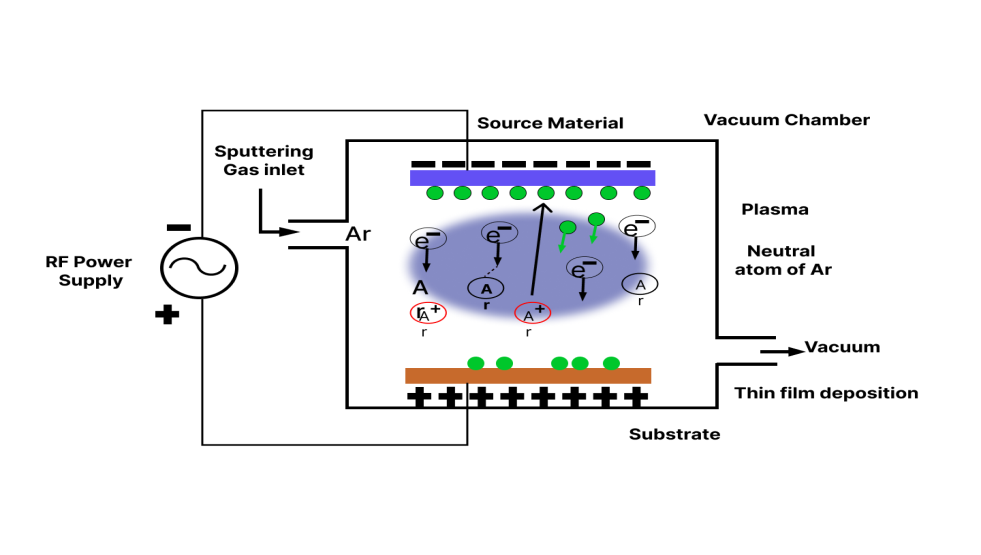 Source Material
Vacuum Chamber
Sputtering
Gas inlet
Plasma
e−
e−
e−
Ar
−
RF Power
Supply
+
Neutral
atom of Ar
e−
A
r
A
r
A
r
A+
r
A+
r
Vacuum
Thin film deposition
Substrate